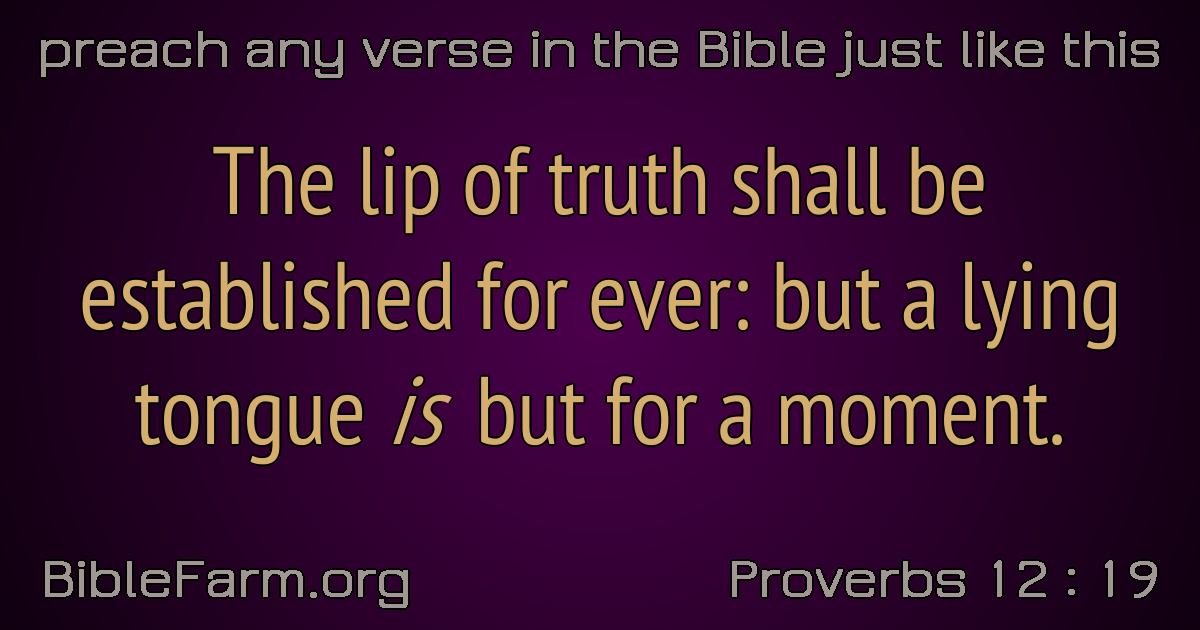 preach any verse in the Bible just like this
The lip of truth shall be
established for ever: but a lying
tongue is but for a moment.
BibleFarm.org
Proverbs 12 : 19